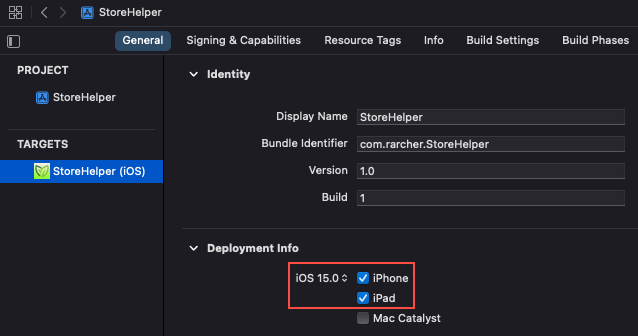 StoreHelper
General Signing & Capabilities Resource Tags Info Build Settings Build Phases
PROJECT
StoreHelper
TARGETS
StoreHelper (iOS)
Identity
Display Name StoreHelper
Bundle Identifier com.rarcher.StoreHelper
Version 1.0
Build 1
Deployment Info
iOS 15.0 iPhone
iPad
Mac Catalyst